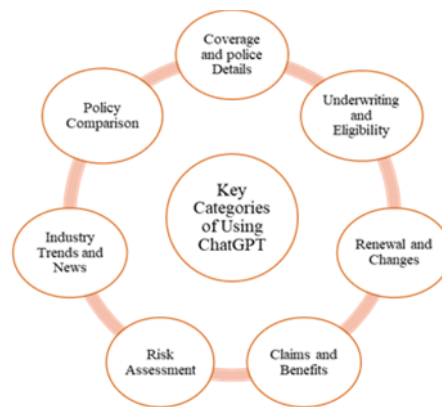 Coverage
and police
Details
Policy
Comparison
Underwriting
and
Eligibility
Key
Categories
of Using
ChatGPT
Industry
Trends and
News
Renewal and
Changes
Risk
Assessment
Claims and
Benefits